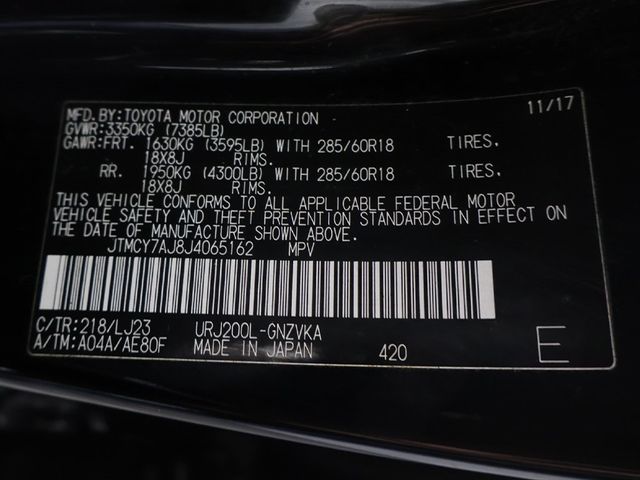 MFD.BY:TOYOTA MOTOR CORPORATION 11/17
GVWR:3350KG (7385LB)
GAWR:FRT. 1630KG (3595LB) WITH 285/60R18 TIRES,
18X8J RIMS.
RR. 1950KG (4300LB) WITH 285/60R18 TIRES,
18X8J RIMS.
THIS VEHICLE CONFORMS TO ALL APPLICABLE FEDERAL MOTOR
VEHICLE SAFETY AND THEFT PREVENTION STANDARDS IN EFFECT ON
THE DATE OF MANUFACTURE SHOWN ABOVE.
JTMCY7AJ8J4065162 MPV
C/TR:218/LJ23 URJ200L-GNZVKA
A/TM:A04A/AE80F MADE IN JAPAN 420 E